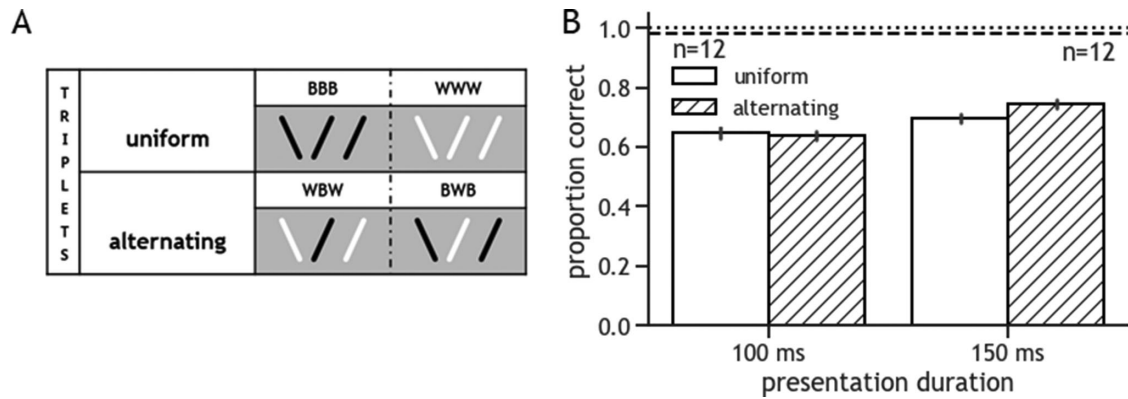 A
TRIPLETS
BBB
WWW
uniform
WBW
BWB
alternating
B
proportion correct
1.0
0.8
0.6
0.4
0.2
0.0
n=12
n=12
uniform
alternating
100 ms
150 ms
presentation duration